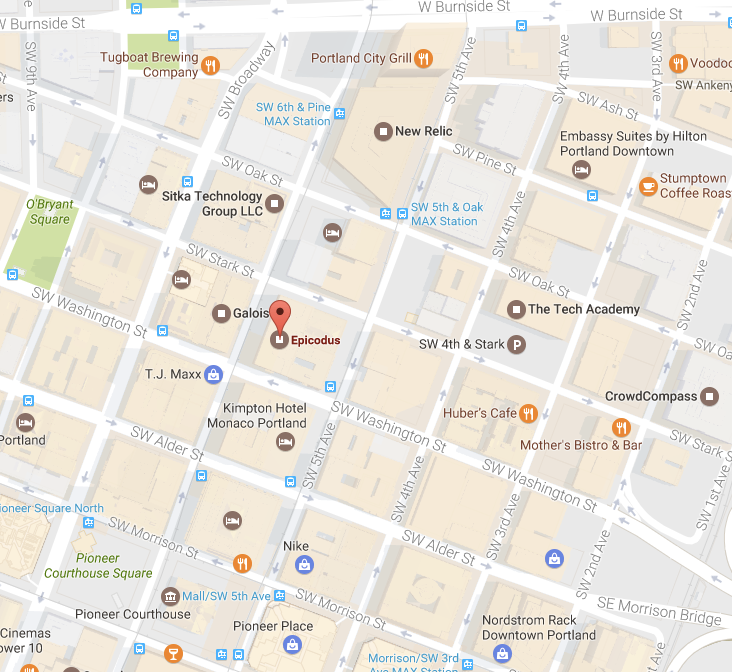 W Burnside St
W Burnside St
W Burnside St
SW 9th Ave
Tugboat Brewing
Company
SW Broadway
Portland City Grill
SW 5th Ave
SW 4th Ave
SW 3rd Ave
Voodoo
SW Ankeny
ers
SW 6th & Pine
MAX Station
New Relic
SW Ash St
Embassy Suites by Hilton
Portland Downtown
SW Oak St
SW Pine St
Stumptown
Coffee Roast
O'Bryant
Square
Sitka Technology
Group LLC
SW 5th & Oak
MAX Station
SW 4th Ave
SW Stark St
SW Oak St
SW 2nd Ave
SW Washington St
Galois
The Tech Academy
Epicodus
SW 4th & Stark
P
SW Oa
T.J. Maxx
CrowdCompass
Kimpton Hotel
Monaco Portland
SW Washington St
Huber's Cafe
Mother's Bistro & Bar
SW Stark S
Portland
SW Alder St
SW 5th Ave
SW 4th Ave
SW Washington St
SW 1st Ave
ioneer Square North
SW Morrison St
SW 3rd Ave
Pioneer
Courthouse Square
Nike
SW Alder St
SW 2nd Ave
Mall/SW 5th Ave
Pioneer Courthouse
SW Morrison St
SE Morrison Bridge
Pioneer Place
Nordstrom Rack
Downtown Portland
Cinemas
ower 10
Morrison/SW 3rd
Ave MAX Station